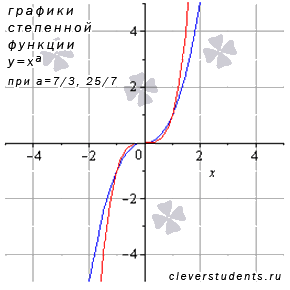 графики
степенной
функции
y=xª
при a=7/3, 25/7
4
2
-4 -2 0 2 4
x
-2
-4
cleverstudents.ru